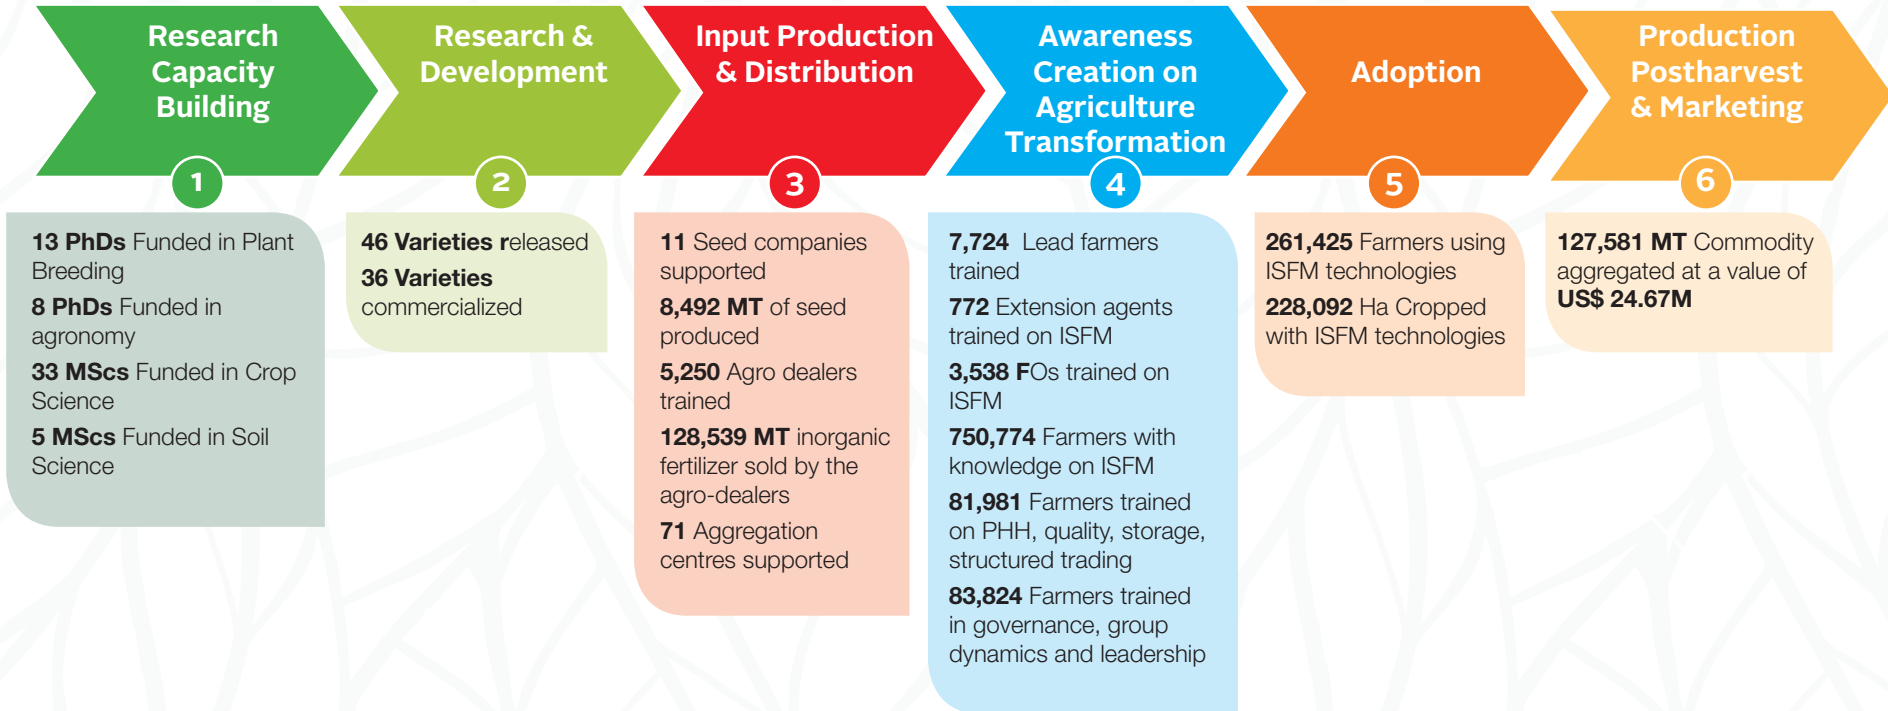 Research
Capacity
Building
1
13 PhDs Funded in Plant
Breeding
8 PhDs Funded in
agronomy
33 MScs Funded in Crop
Science
5 MScs Funded in Soil
Science
Research &
Development
2
46 Varieties released
36 Varieties
commercialized
Input Production
& Distribution
3
11 Seed companies
supported
8,492 MT of seed
produced
5,250 Agro dealers
trained
128,539 MT inorganic
fertilizer sold by the
agro-dealers
71 Aggregation
centres supported
Awareness
Creation on
Agriculture
Transformation
4
7,724 Lead farmers
trained
772 Extension agents
trained on ISFM
3,538 FOs trained on
ISFM
750,774 Farmers with
knowledge on ISFM
81,981 Farmers trained
on PHH, quality, storage,
structured trading
83,824 Farmers trained
in governance, group
dynamics and leadership
Adoption
5
261,425 Farmers using
ISFM technologies
228,092 Ha Cropped
with ISFM technologies
Production
Postharvest
& Marketing
6
127,581 MT Commodity
aggregated at a value of
US$ 24.67M